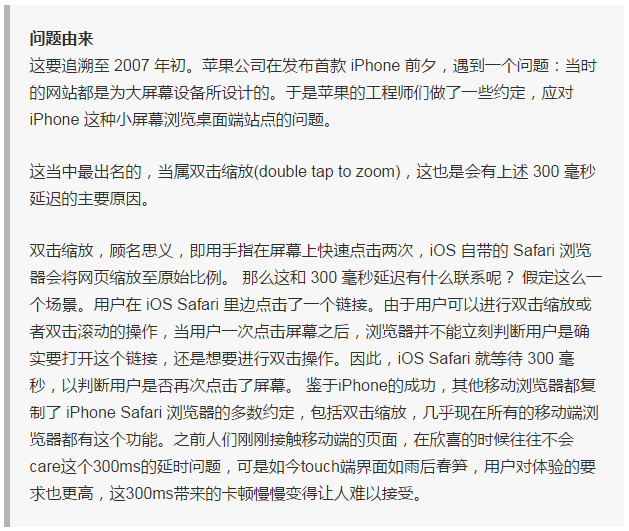 问题由来
这要追溯至 2007 年初。苹果公司在发布首款 iPhone 前夕，遇到一个问题：当时
的网站都是为大屏幕设备所设计的。于是苹果的工程师们做了一些约定，应对
iPhone 这种小屏幕浏览桌面端站点的问题。
这当中最出名的，当属双击缩放(double tap to zoom)，这也是会有上述 300 毫秒
延迟的主要原因。
双击缩放，顾名思义，即用手指在屏幕上快速点击两次，iOS 自带的 Safari 浏览
器会将网页缩放至原始比例。 那么这和 300 毫秒延迟有什么联系呢？ 假定这么一
个场景。用户在 iOS Safari 里边点击了一个链接。由于用户可以进行双击缩放或
者双击滚动的操作，当用户一次点击屏幕之后，浏览器并不能立刻判断用户是确
实要打开这个链接，还是想要进行双击操作。因此，iOS Safari 就等待 300 毫
秒，以判断用户是否再次点击了屏幕。 鉴于iPhone的成功，其他移动浏览器都复
制了 iPhone Safari 浏览器的多数约定，包括双击缩放，几乎现在所有的移动端浏
览器都有这个功能。之前人们刚刚接触移动端的页面，在欣喜的时候往往不会
care这个300ms的延时问题，可是如今touch端界面如雨后春笋，用户对体验的要
求也更高，这300ms带来的卡顿慢慢变得让人难以接受。